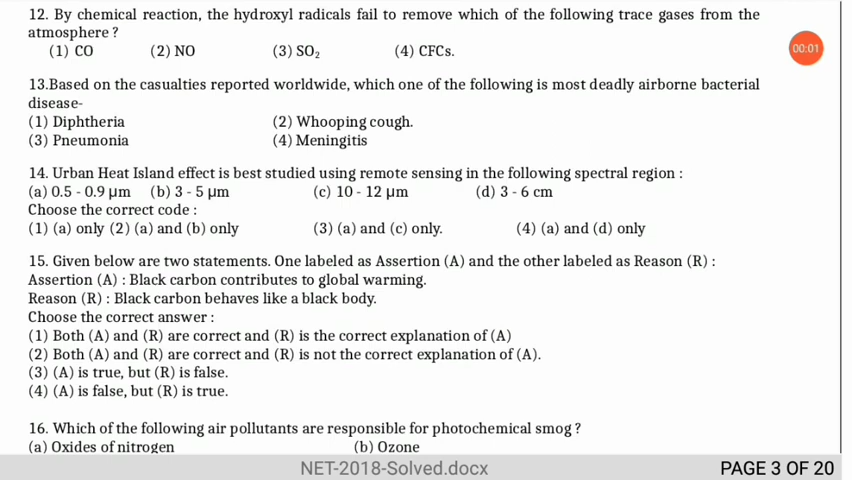 12. By chemical reaction, the hydroxyl radicals fail to remove which of the following trace gases from the
atmosphere ?
(1) CO (2) NO (3) SO₂ (4) CFCs.
00:01
13.Based on the casualties reported worldwide, which one of the following is most deadly airborne bacterial
disease-
(1) Diphtheria (2) Whooping cough.
(3) Pneumonia (4) Meningitis
14. Urban Heat Island effect is best studied using remote sensing in the following spectral region :
(a) 0.5 - 0.9 μm (b) 3 - 5 μm (c) 10 - 12 μm (d) 3 - 6 cm
Choose the correct code :
(1) (a) only (2) (a) and (b) only (3) (a) and (c) only. (4) (a) and (d) only
15. Given below are two statements. One labeled as Assertion (A) and the other labeled as Reason (R) :
Assertion (A) : Black carbon contributes to global warming.
Reason (R) : Black carbon behaves like a black body.
Choose the correct answer :
(1) Both (A) and (R) are correct and (R) is the correct explanation of (A)
(2) Both (A) and (R) are correct and (R) is not the correct explanation of (A).
(3) (A) is true, but (R) is false.
(4) (A) is false, but (R) is true.
16. Which of the following air pollutants are responsible for photochemical smog ?
(a) Oxides of nitrogen (b) Ozone
NET-2018-Solved.docx PAGE 3 OF 20